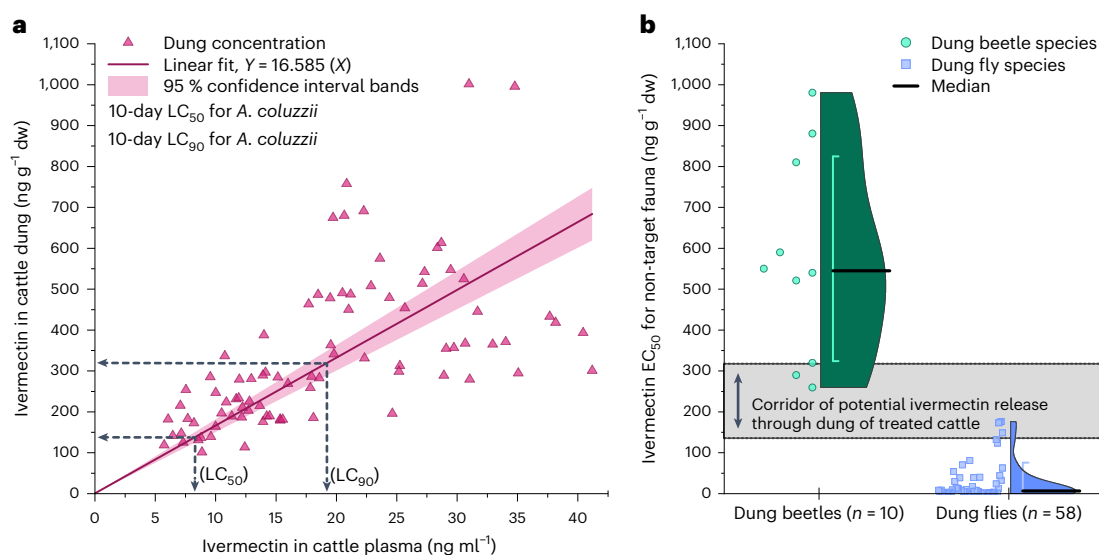 a
Ivermectin in cattle dung (ng g⁻¹ dw)
1,100
1,000
900
800
700
600
500
400
300
200
100
0
Dung concentration
Linear fit, Y = 16.585 (X)
95 % confidence interval bands
10-day LC₅₀ for A. coluzzii
10-day LC₉₀ for A. coluzzii
(LC₅₀)
(LC₉₀)
0 5 10 15 20 25 30 35 40
Ivermectin in cattle plasma (ng ml⁻¹)
b
Ivermectin EC₅₀ for non-target fauna (ng g⁻¹ dw)
1,100
1,000
900
800
700
600
500
400
300
200
100
0
Dung beetle species
Dung fly species
Median
Corridor of potential ivermectin release
through dung of treated cattle
Dung beetles (n = 10) Dung flies (n = 58)